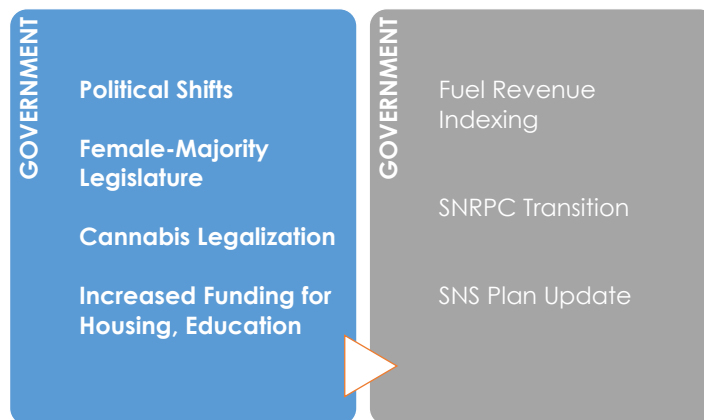 GOVERNMENT
Political Shifts
Female-Majority
Legislature
Cannabis Legalization
Increased Funding for
Housing, Education
GOVERNMENT
Fuel Revenue
Indexing
SNRPC Transition
SNS Plan Update